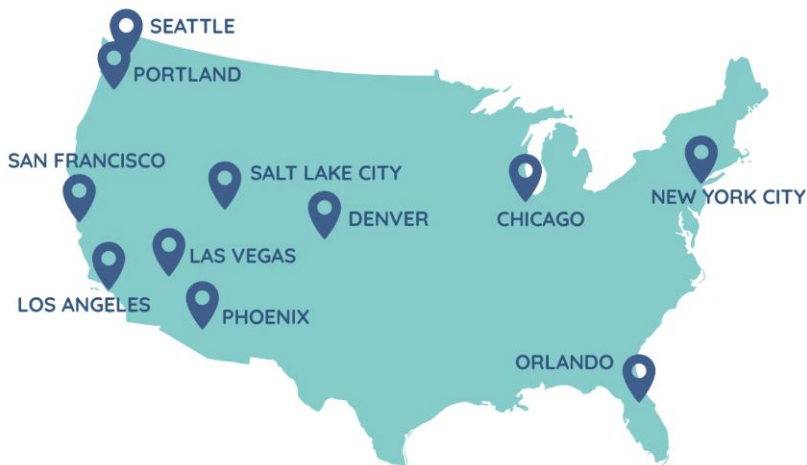 SEATTLE
PORTLAND
SAN FRANCISCO
SALT LAKE CITY
NEW YORK CITY
DENVER
CHICAGO
LAS VEGAS
LOS ANGELES
PHOENIX
ORLANDO